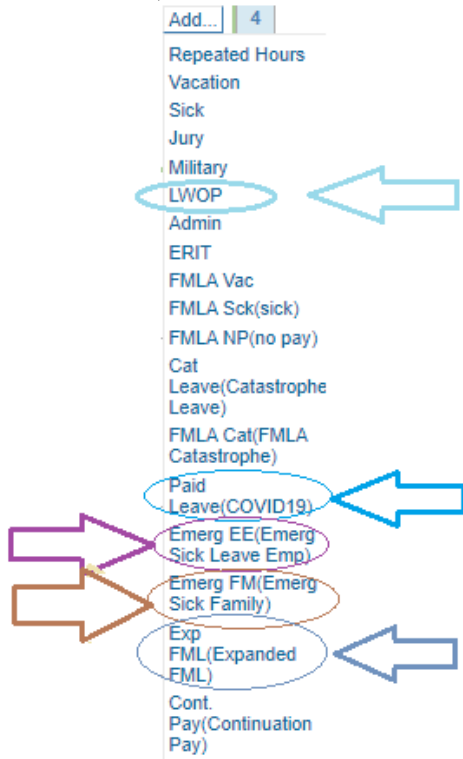 Add... 4
Repeated Hours
Vacation
Sick
Jury
Military
LWOP
Admin
ERIT
FMLA Vac
FMLA Sck(sick)
FMLA NP(no pay)
Cat
Leave(Catastrophe
Leave)
FMLA Cat(FMLA
Catastrophe)
Paid
Leave(COVID19)
Emerg EE(Emerg
Sick Leave Emp)
Emerg FM(Emerg
Sick Family)
Exp
FML(Expanded
FML)
Cont.
Pay(Continuation
Pay)